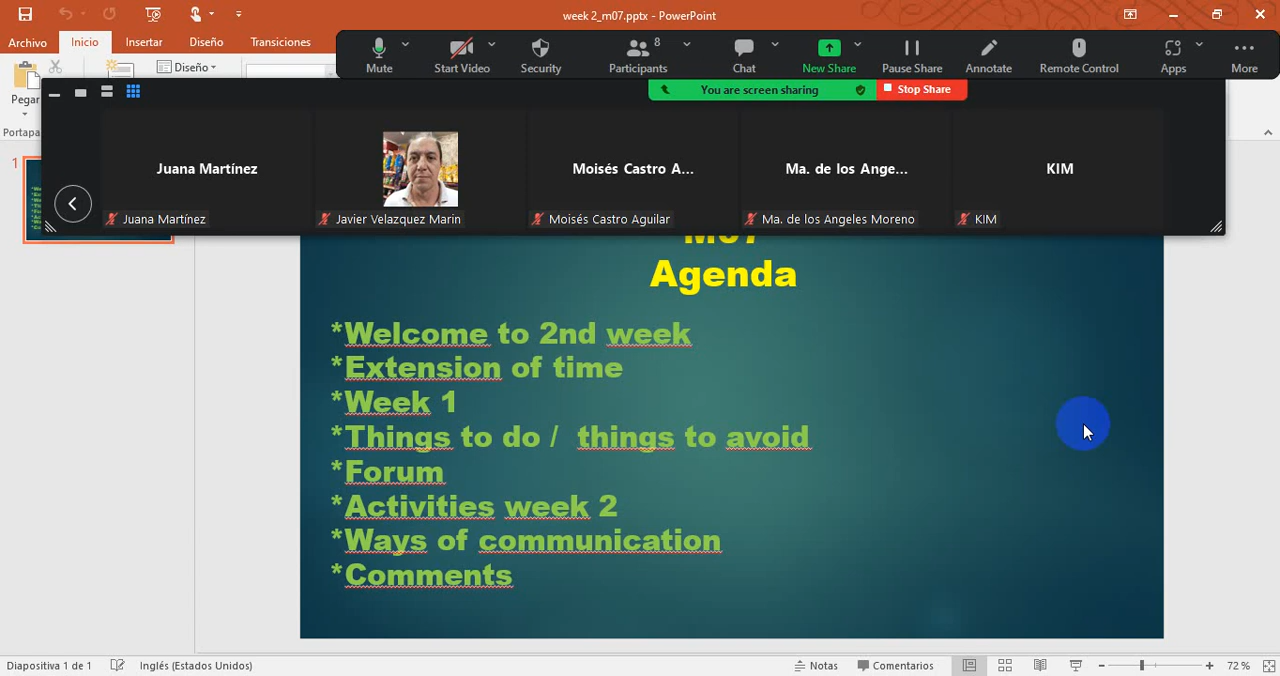 week 2_m07.pptx - PowerPoint
Archivo Inicio Insertar Diseño Transiciones
Mute Start Video Security Participants 8 Chat New Share Pause Share Annotate Remote Control Apps More
Pegar
Diseño
You are screen sharing Stop Share
Juana Martínez Moisés Castro A... Ma. de los Ange... KIM
Juana Martínez Javier Velazquez Marin Moisés Castro Aguilar Ma. de los Angeles Moreno KIM
1
M07
Agenda
*Welcome to 2nd week
*Extension of time
*Week 1
*Things to do / things to avoid
*Forum
*Activities week 2
*Ways of communication
*Comments
Diapositiva 1 de 1 Inglés (Estados Unidos) Notas Comentarios 72 %